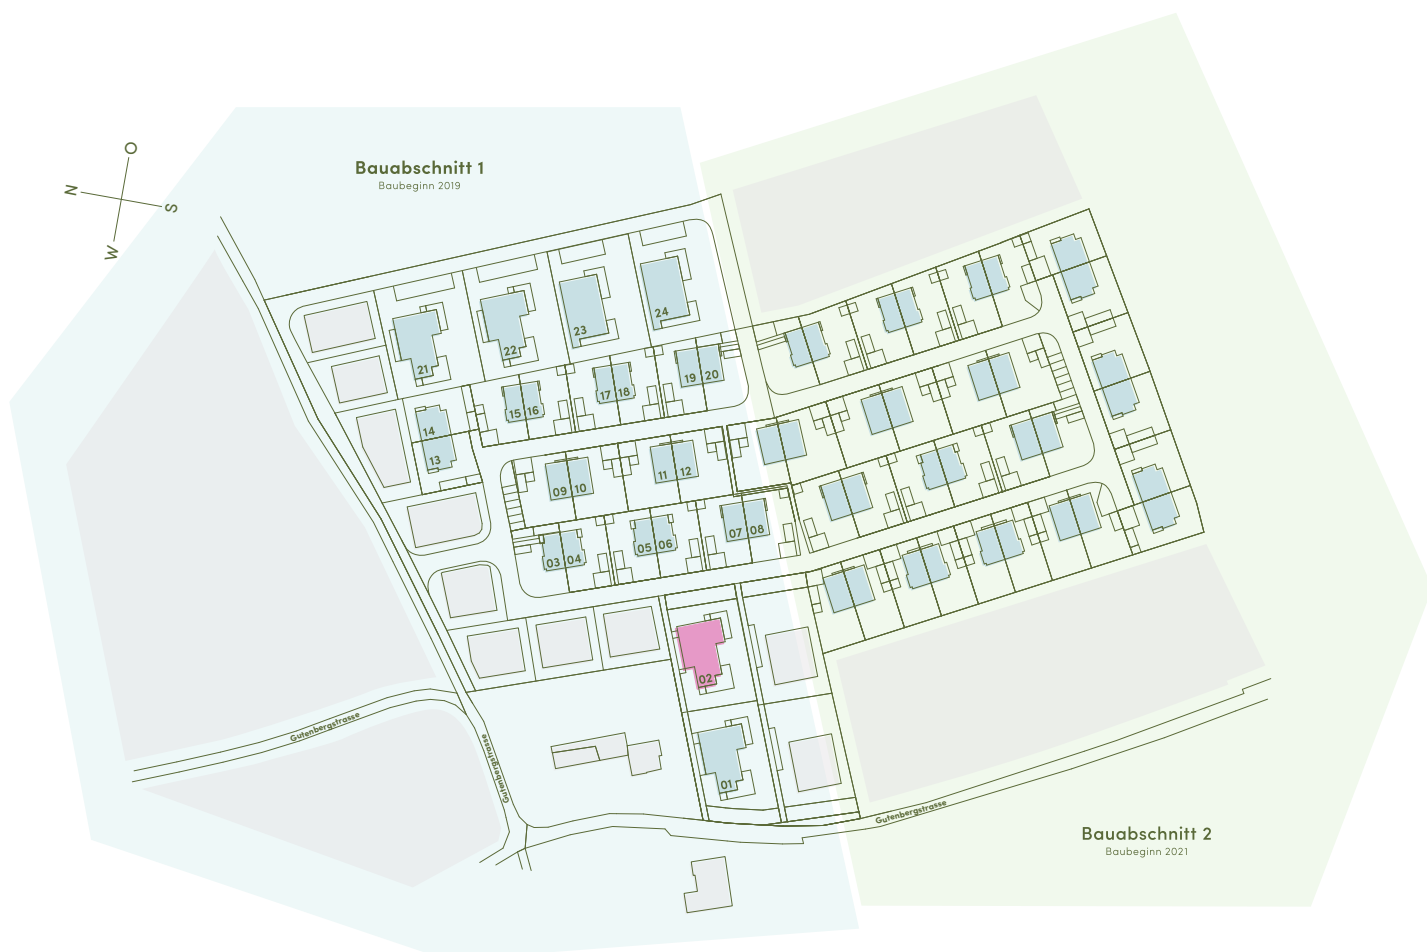 O
N
S
W
Bauabschnitt 1
Baubeginn 2019
24
23
22
21
19 20
17 18
15 16
14
13
11 12
09 10
07 08
05 06
03 04
02
01
Gutenbergstrasse
Gutenbergstrasse
Gutenbergstrasse
Bauabschnitt 2
Baubeginn 2021